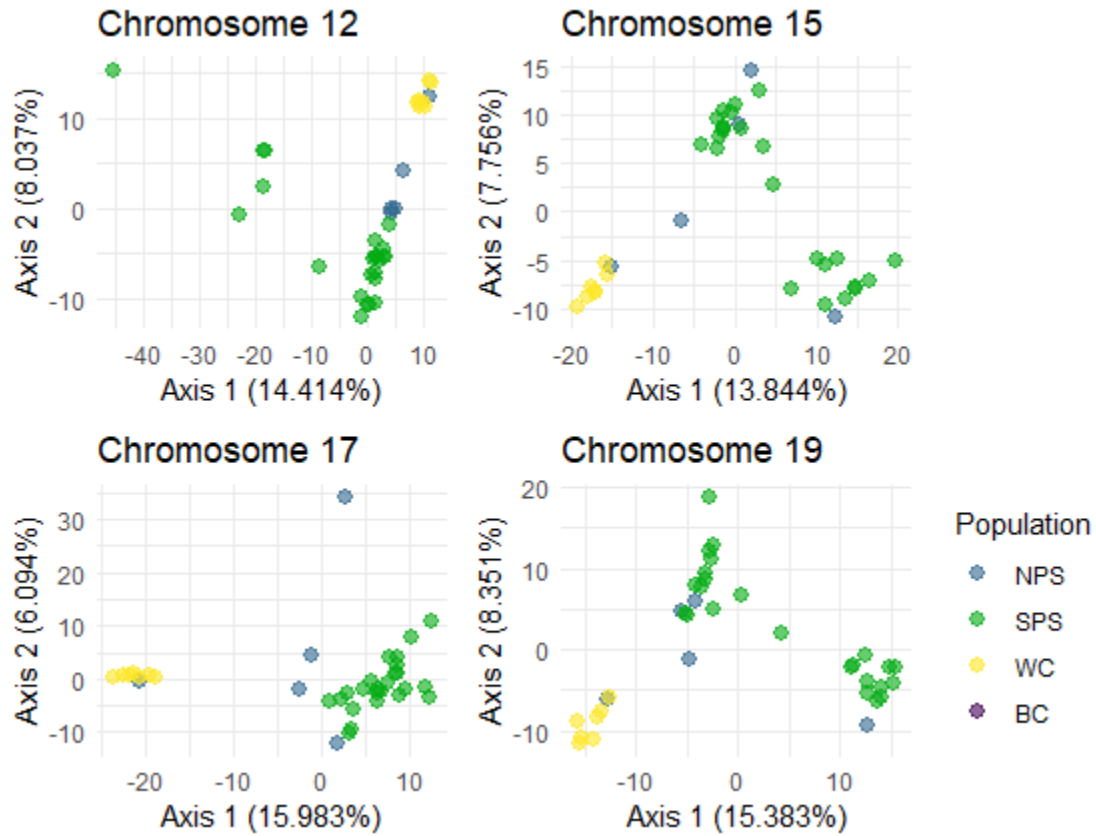 Chromosome 12
Axis 2 (8.037%)
10
0
-10
-40 -30 -20 -10 0 10
Axis 1 (14.414%)
Chromosome 15
Axis 2 (7.756%)
15
10
5
0
-5
-10
-20 -10 0 10 20
Axis 1 (13.844%)
Chromosome 17
Axis 2 (6.094%)
30
20
10
0
-10
-20 -10 0 10
Axis 1 (15.983%)
Chromosome 19
Axis 2 (8.351%)
20
10
0
-10
-10 0 10
Axis 1 (15.383%)
Population
NPS
SPS
WC
BC